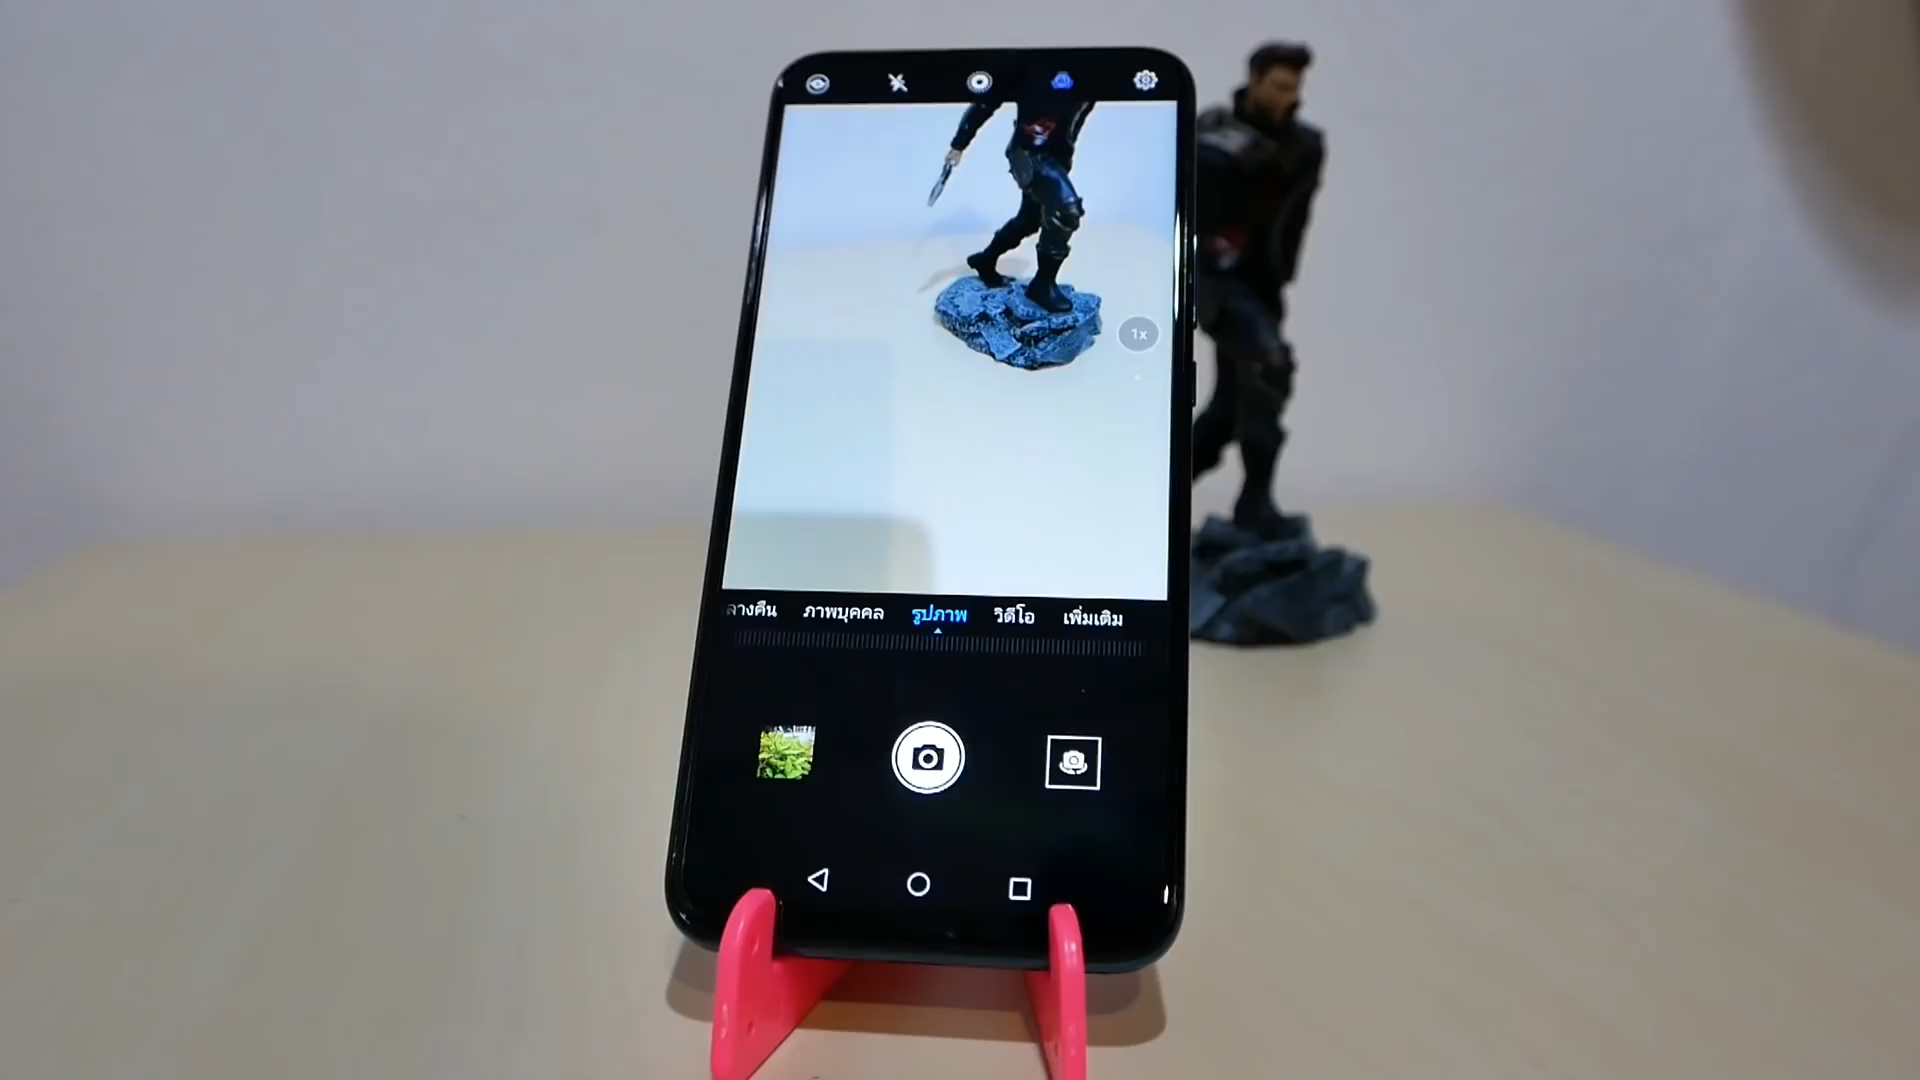 1x
ลางคืน ภาพบุคคล รูปภาพ วิดีโอ เพิ่มเติม